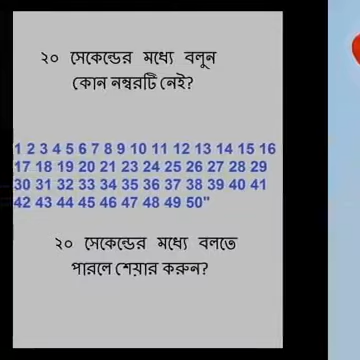 ২০ সেকেন্ডের মধ্যে বলুন
কোন নম্বরটি নেই?
1 2 3 4 5 6 7 8 9 10 11 12 13 14 15 16
17 18 19 20 21 23 24 25 26 27 28 29
30 31 32 33 34 35 36 37 38 39 40 41
42 43 44 45 46 47 48 49 50"
২০ সেকেন্ডের মধ্যে বলতে
পারলে শেয়ার করুন?